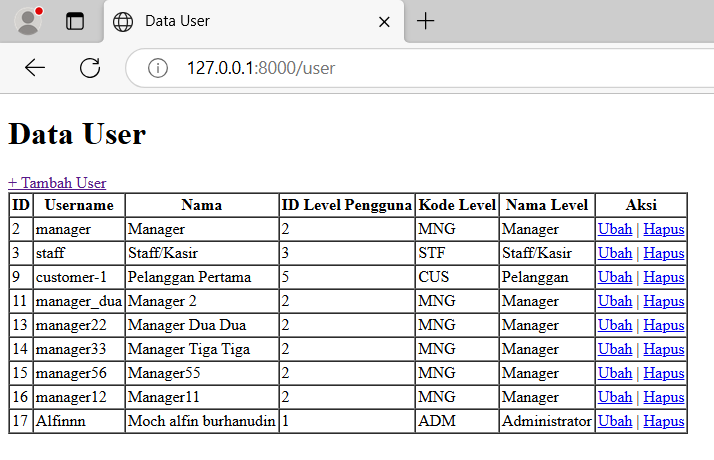 Data User
127.0.0.1:8000/user
Data User
+ Tambah User
ID Username Nama ID Level Pengguna Kode Level Nama Level Aksi
2 manager Manager 2 MNG Manager Ubah | Hapus
3 staff Staff/Kasir 3 STF Staff/Kasir Ubah | Hapus
9 customer-1 Pelanggan Pertama 5 CUS Pelanggan Ubah | Hapus
11 manager_dua Manager 2 2 MNG Manager Ubah | Hapus
13 manager22 Manager Dua Dua 2 MNG Manager Ubah | Hapus
14 manager33 Manager Tiga Tiga 2 MNG Manager Ubah | Hapus
15 manager56 Manager55 2 MNG Manager Ubah | Hapus
16 manager12 Manager11 2 MNG Manager Ubah | Hapus
17 Alfinnn Moch alfin burhanudin 1 ADM Administrator Ubah | Hapus